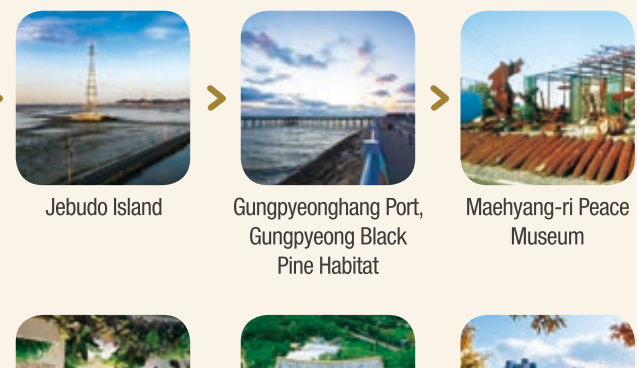 Jebudo Island
Gungpyeonghang Port,
Gungpyeong Black
Pine Habitat
Maehyang-ri Peace
Museum